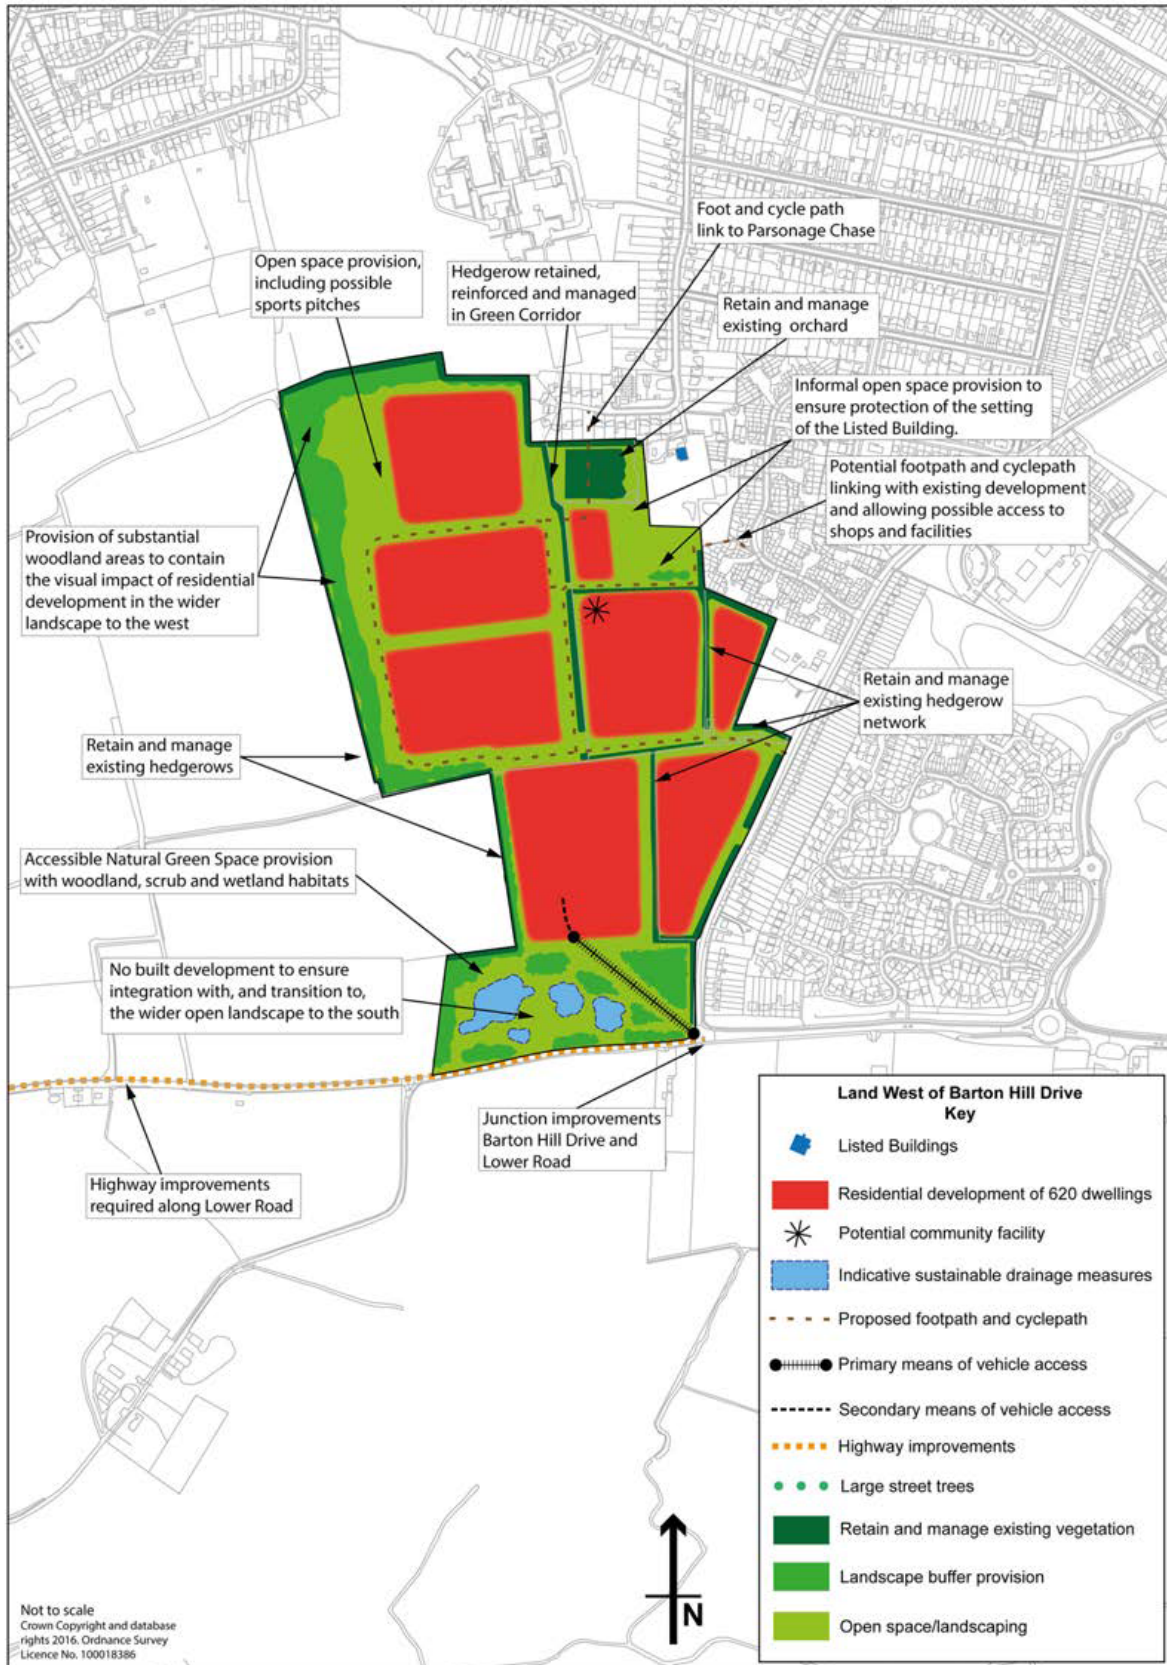 Foot and cycle path
link to Parsonage Chase
Open space provision,
including possible
sports pitches
Hedgerow retained,
reinforced and managed
in Green Corridor
Retain and manage
existing orchard
Informal open space provision to
ensure protection of the setting
of the Listed Building.
Potential footpath and cyclepath
linking with existing development
and allowing possible access to
shops and facilities
Provision of substantial
woodland areas to contain
the visual impact of residential
development in the wider
landscape to the west
Retain and manage
existing hedgerow
network
Retain and manage
existing hedgerows
Accessible Natural Green Space provision
with woodland, scrub and wetland habitats
No built development to ensure
integration with, and transition to,
the wider open landscape to the south
Junction improvements
Barton Hill Drive and
Lower Road
Highway improvements
required along Lower Road
Land West of Barton Hill Drive
Key
Listed Buildings
Residential development of 620 dwellings
Potential community facility
Indicative sustainable drainage measures
Proposed footpath and cyclepath
Primary means of vehicle access
Secondary means of vehicle access
Highway improvements
Large street trees
Retain and manage existing vegetation
Landscape buffer provision
Open space/landscaping
N
Not to scale
Crown Copyright and database
rights 2016. Ordnance Survey
Licence No. 100018386